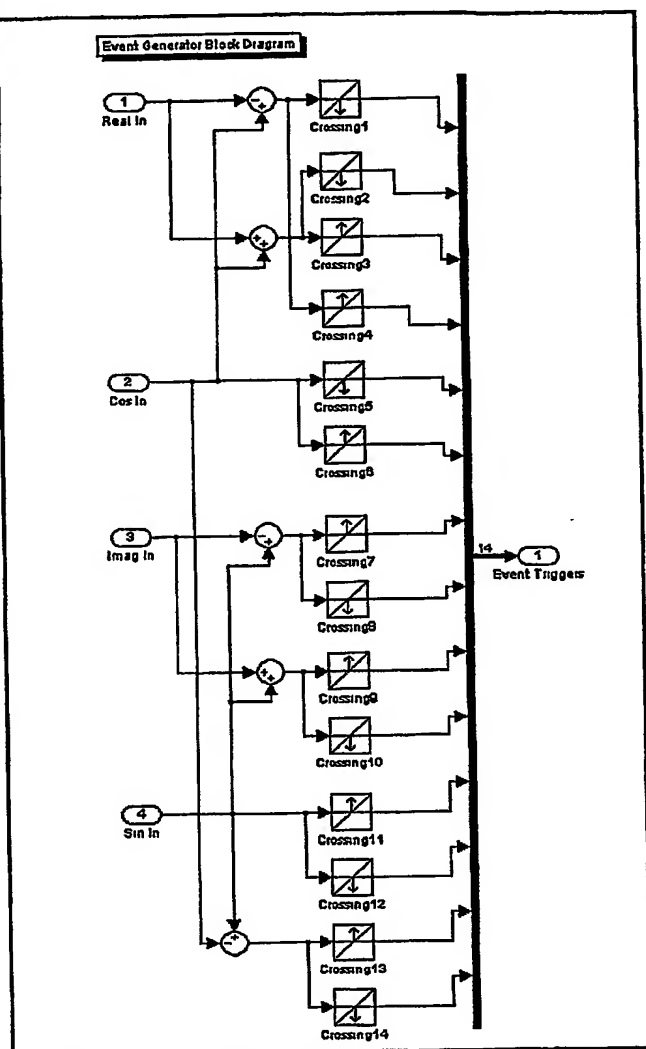 Event Generator Block Diagram
1
Real In
- +
Crossing1
Crossing2
+ +
Crossing3
Crossing4
2
Cos In
Crossing5
Crossing6
3
Imag In
- +
Crossing7
14
1
Event Triggers
Crossing8
+ +
Crossing9
Crossing10
4
Sin In
Crossing11
Crossing12
- +
Crossing13
Crossing14